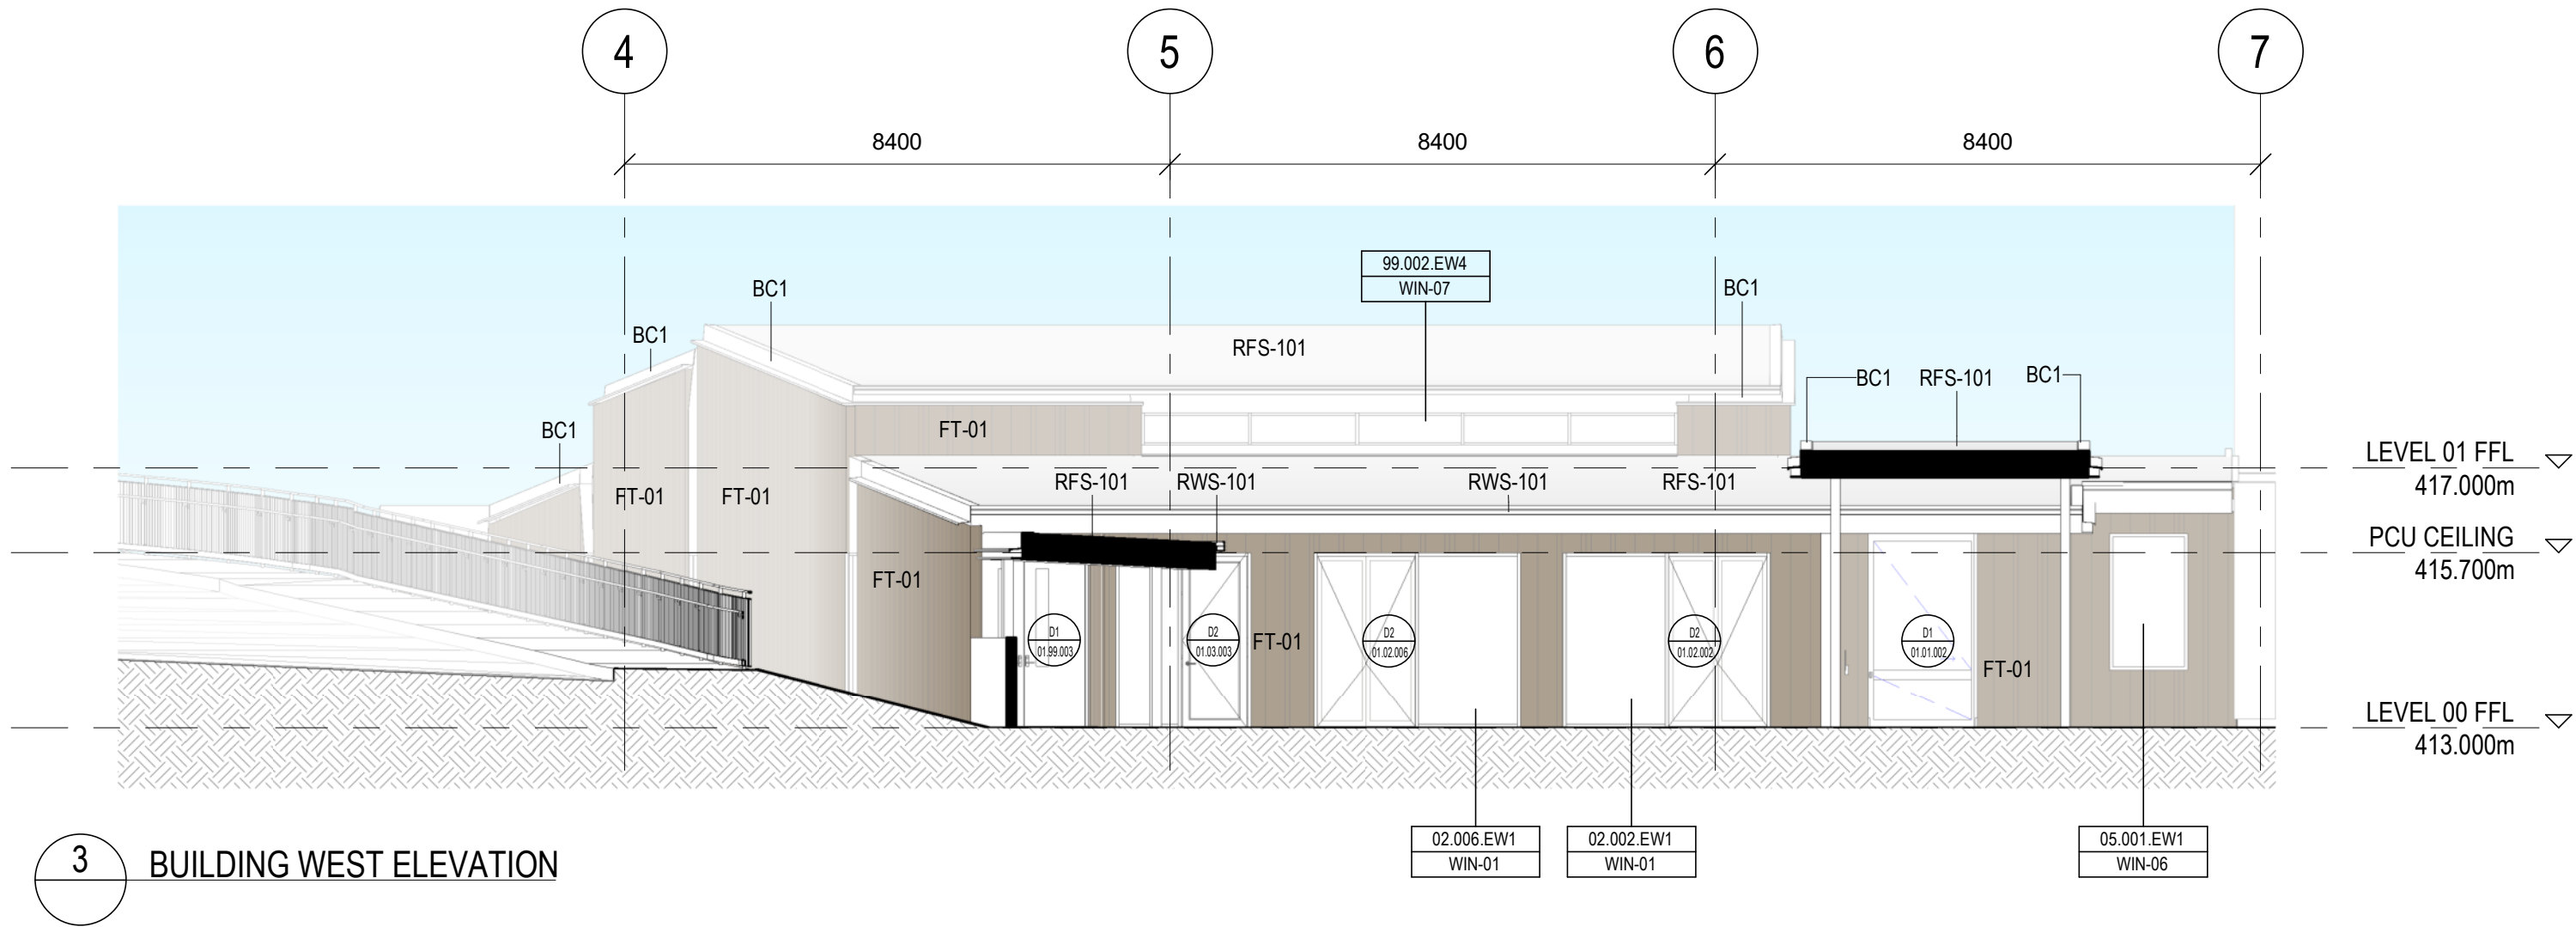 4
5
6
7
8400
8400
8400
99.002.EW4
WIN-07
BC1
BC1
BC1
BC1
RFS-101
BC1
RFS-101
BC1
FT-01
FT-01
FT-01
RFS-101
RWS-101
RWS-101
RFS-101
LEVEL 01 FFL
417.000m
PCU CEILING
415.700m
FT-01
D1
01.99.003
D2
01.03.003
FT-01
D2
01.02.006
D2
01.02.002
D1
01.01.002
FT-01
LEVEL 00 FFL
413.000m
02.006.EW1
WIN-01
02.002.EW1
WIN-01
05.001.EW1
WIN-06
3
BUILDING WEST ELEVATION